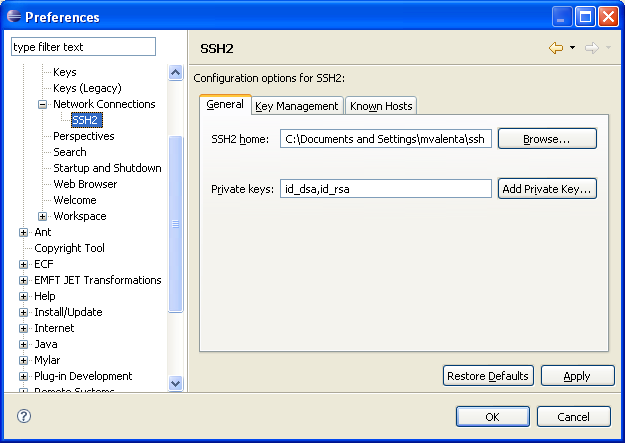 Preferences
type filter text
SSH2
Keys
Keys (Legacy)
Network Connections
SSH2
Perspectives
Search
Startup and Shutdown
Web Browser
Welcome
Workspace
Ant
Copyright Tool
ECF
EMFT JET Transformations
Help
Install/Update
Internet
Java
Mylar
Plug-in Development
Remote Systems
Configuration options for SSH2:
General
Key Management
Known Hosts
SSH2 home:
C:\Documents and Settings\mvalenta\ssh
Browse...
Private keys:
id_dsa,id_rsa
Add Private Key...
Restore Defaults
Apply
?
OK
Cancel